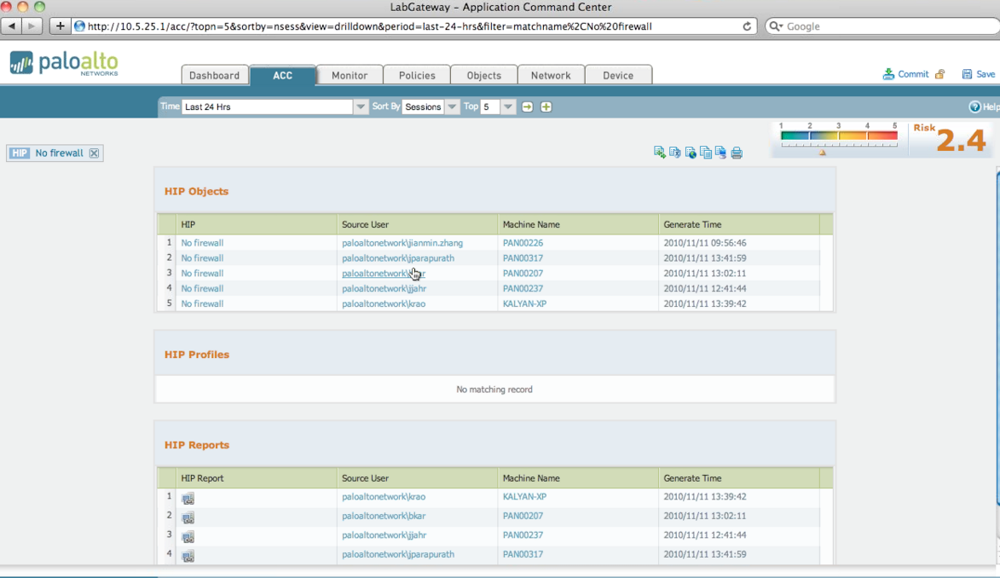 LabGateway – Application Command Center
http://10.5.25.1/acc/?topn=5&sortby=nsess&view=drilldown&period=last-24-hrs&filter=matchname%2CNo%20firewall
Google
paloalto
NETWORKS
Dashboard ACC Monitor Policies Objects Network Device
Commit Save
Time Last 24 Hrs Sort By Sessions Top 5
Help
1 2 3 4 5
Risk 2.4
HIP No firewall
HIP Objects
HIP Source User Machine Name Generate Time
1 No firewall paloaltonetwork\jianmin.zhang PAN00226 2010/11/11 09:56:46
2 No firewall paloaltonetwork\jparapurath PAN00317 2010/11/11 13:41:59
3 No firewall paloaltonetwork\ PAN00207 2010/11/11 13:02:11
4 No firewall paloaltonetwork\jjahr PAN00237 2010/11/11 12:41:44
5 No firewall paloaltonetwork\krao KALYAN-XP 2010/11/11 13:39:42
HIP Profiles
No matching record
HIP Reports
HIP Report Source User Machine Name Generate Time
1 paloaltonetwork\krao KALYAN-XP 2010/11/11 13:39:42
2 paloaltonetwork\bkar PAN00207 2010/11/11 13:02:11
3 paloaltonetwork\jjahr PAN00237 2010/11/11 12:41:44
4 paloaltonetwork\jparapurath PAN00317 2010/11/11 13:41:59